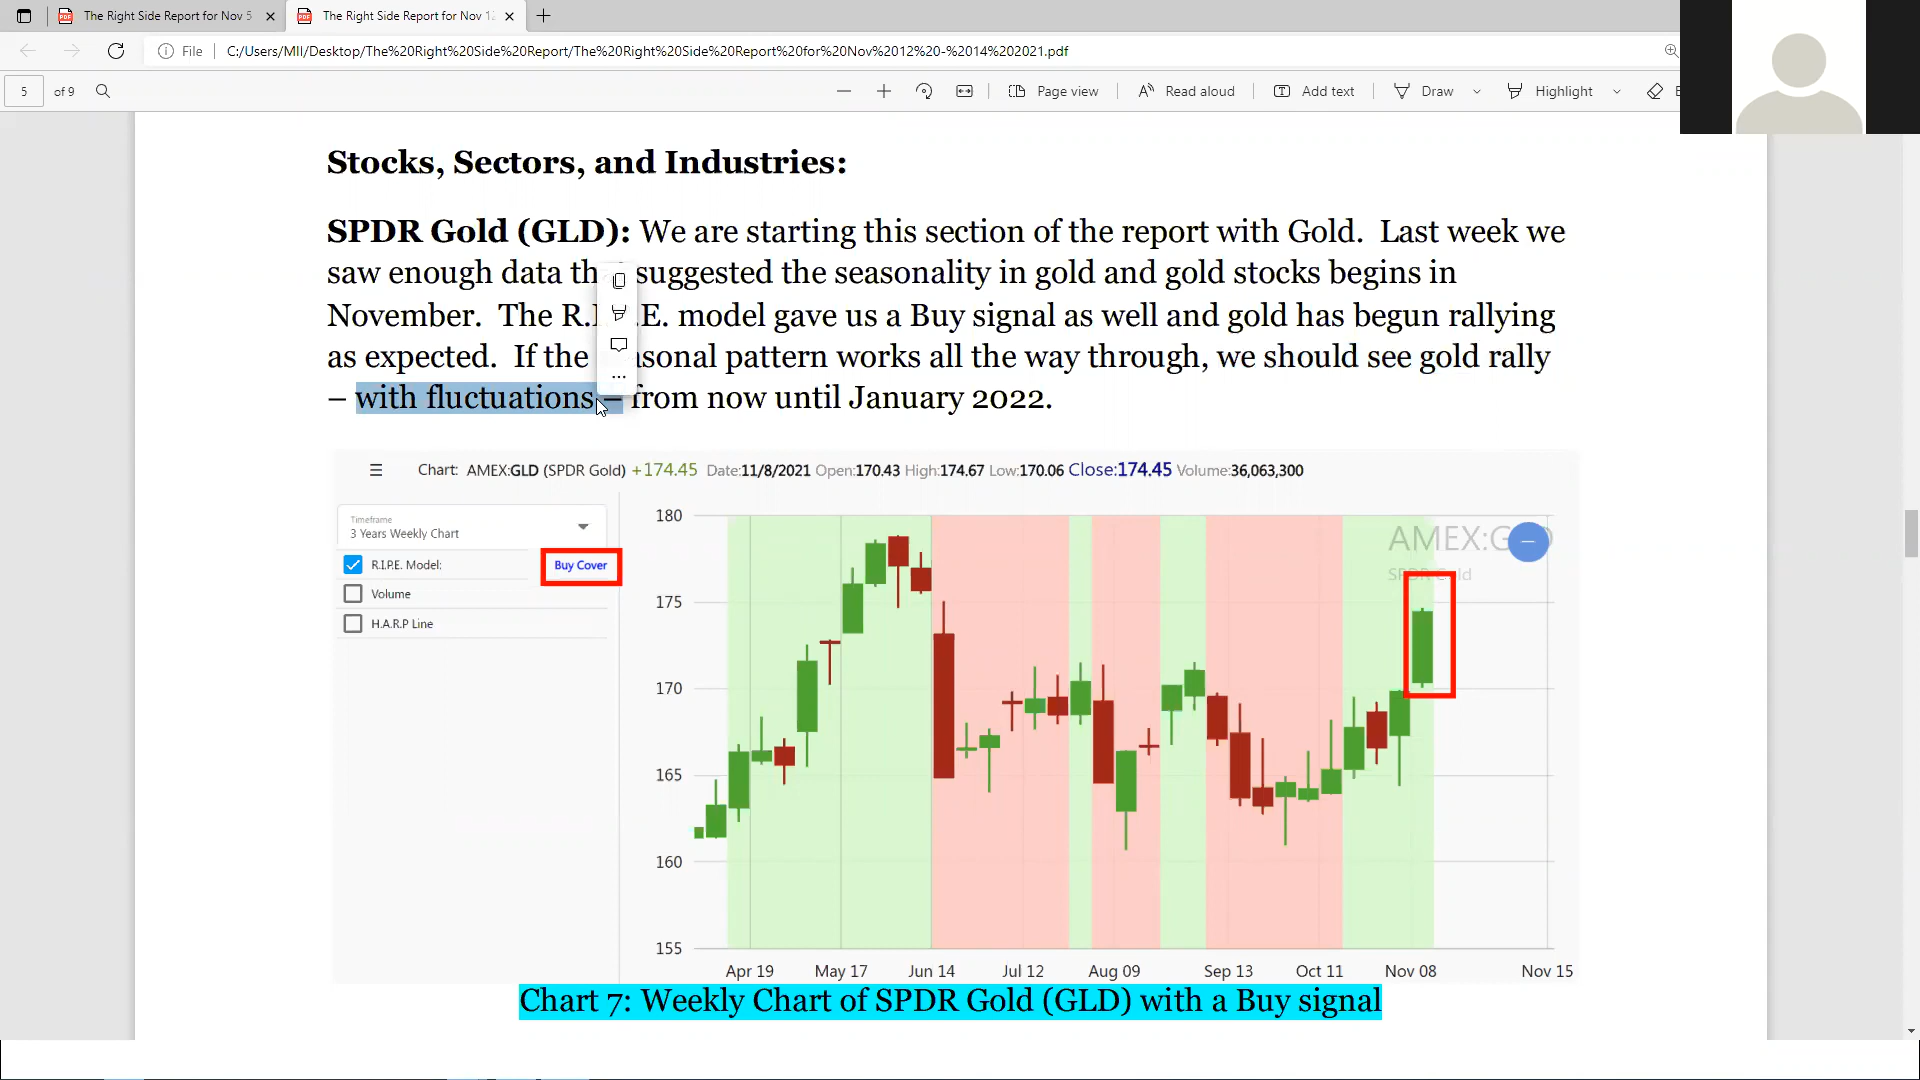 The Right Side Report for Nov 5
The Right Side Report for Nov 12
File
C:/Users/MII/Desktop/The%20Right%20Side%20Report/The%20Right%20Side%20Report%20for%20Nov%2012%20-%2014%202021.pdf
5 of 9
Page view
Read aloud
Add text
Draw
Highlight
Stocks, Sectors, and Industries:
SPDR Gold (GLD): We are starting this section of the report with Gold. Last week we
saw enough data suggested the seasonality in gold and gold stocks begins in
November. The E. model gave us a Buy signal as well and gold has begun rallying
as expected. If the pattern works all the way through, we should see gold rally
– with fluctuations – from now until January 2022.
Chart: AMEX:GLD (SPDR Gold) +174.45 Date:11/8/2021 Open:170.43 High:174.67 Low:170.06 Close:174.45 Volume:36,063,300
Timeframe
3 Years Weekly Chart
R.I.P.E. Model: Buy Cover
Volume
H.A.R.P Line
180
175
170
165
160
155
Apr 19 May 17 Jun 14 Jul 12 Aug 09 Sep 13 Oct 11 Nov 08 Nov 15
Chart 7: Weekly Chart of SPDR Gold (GLD) with a Buy signal